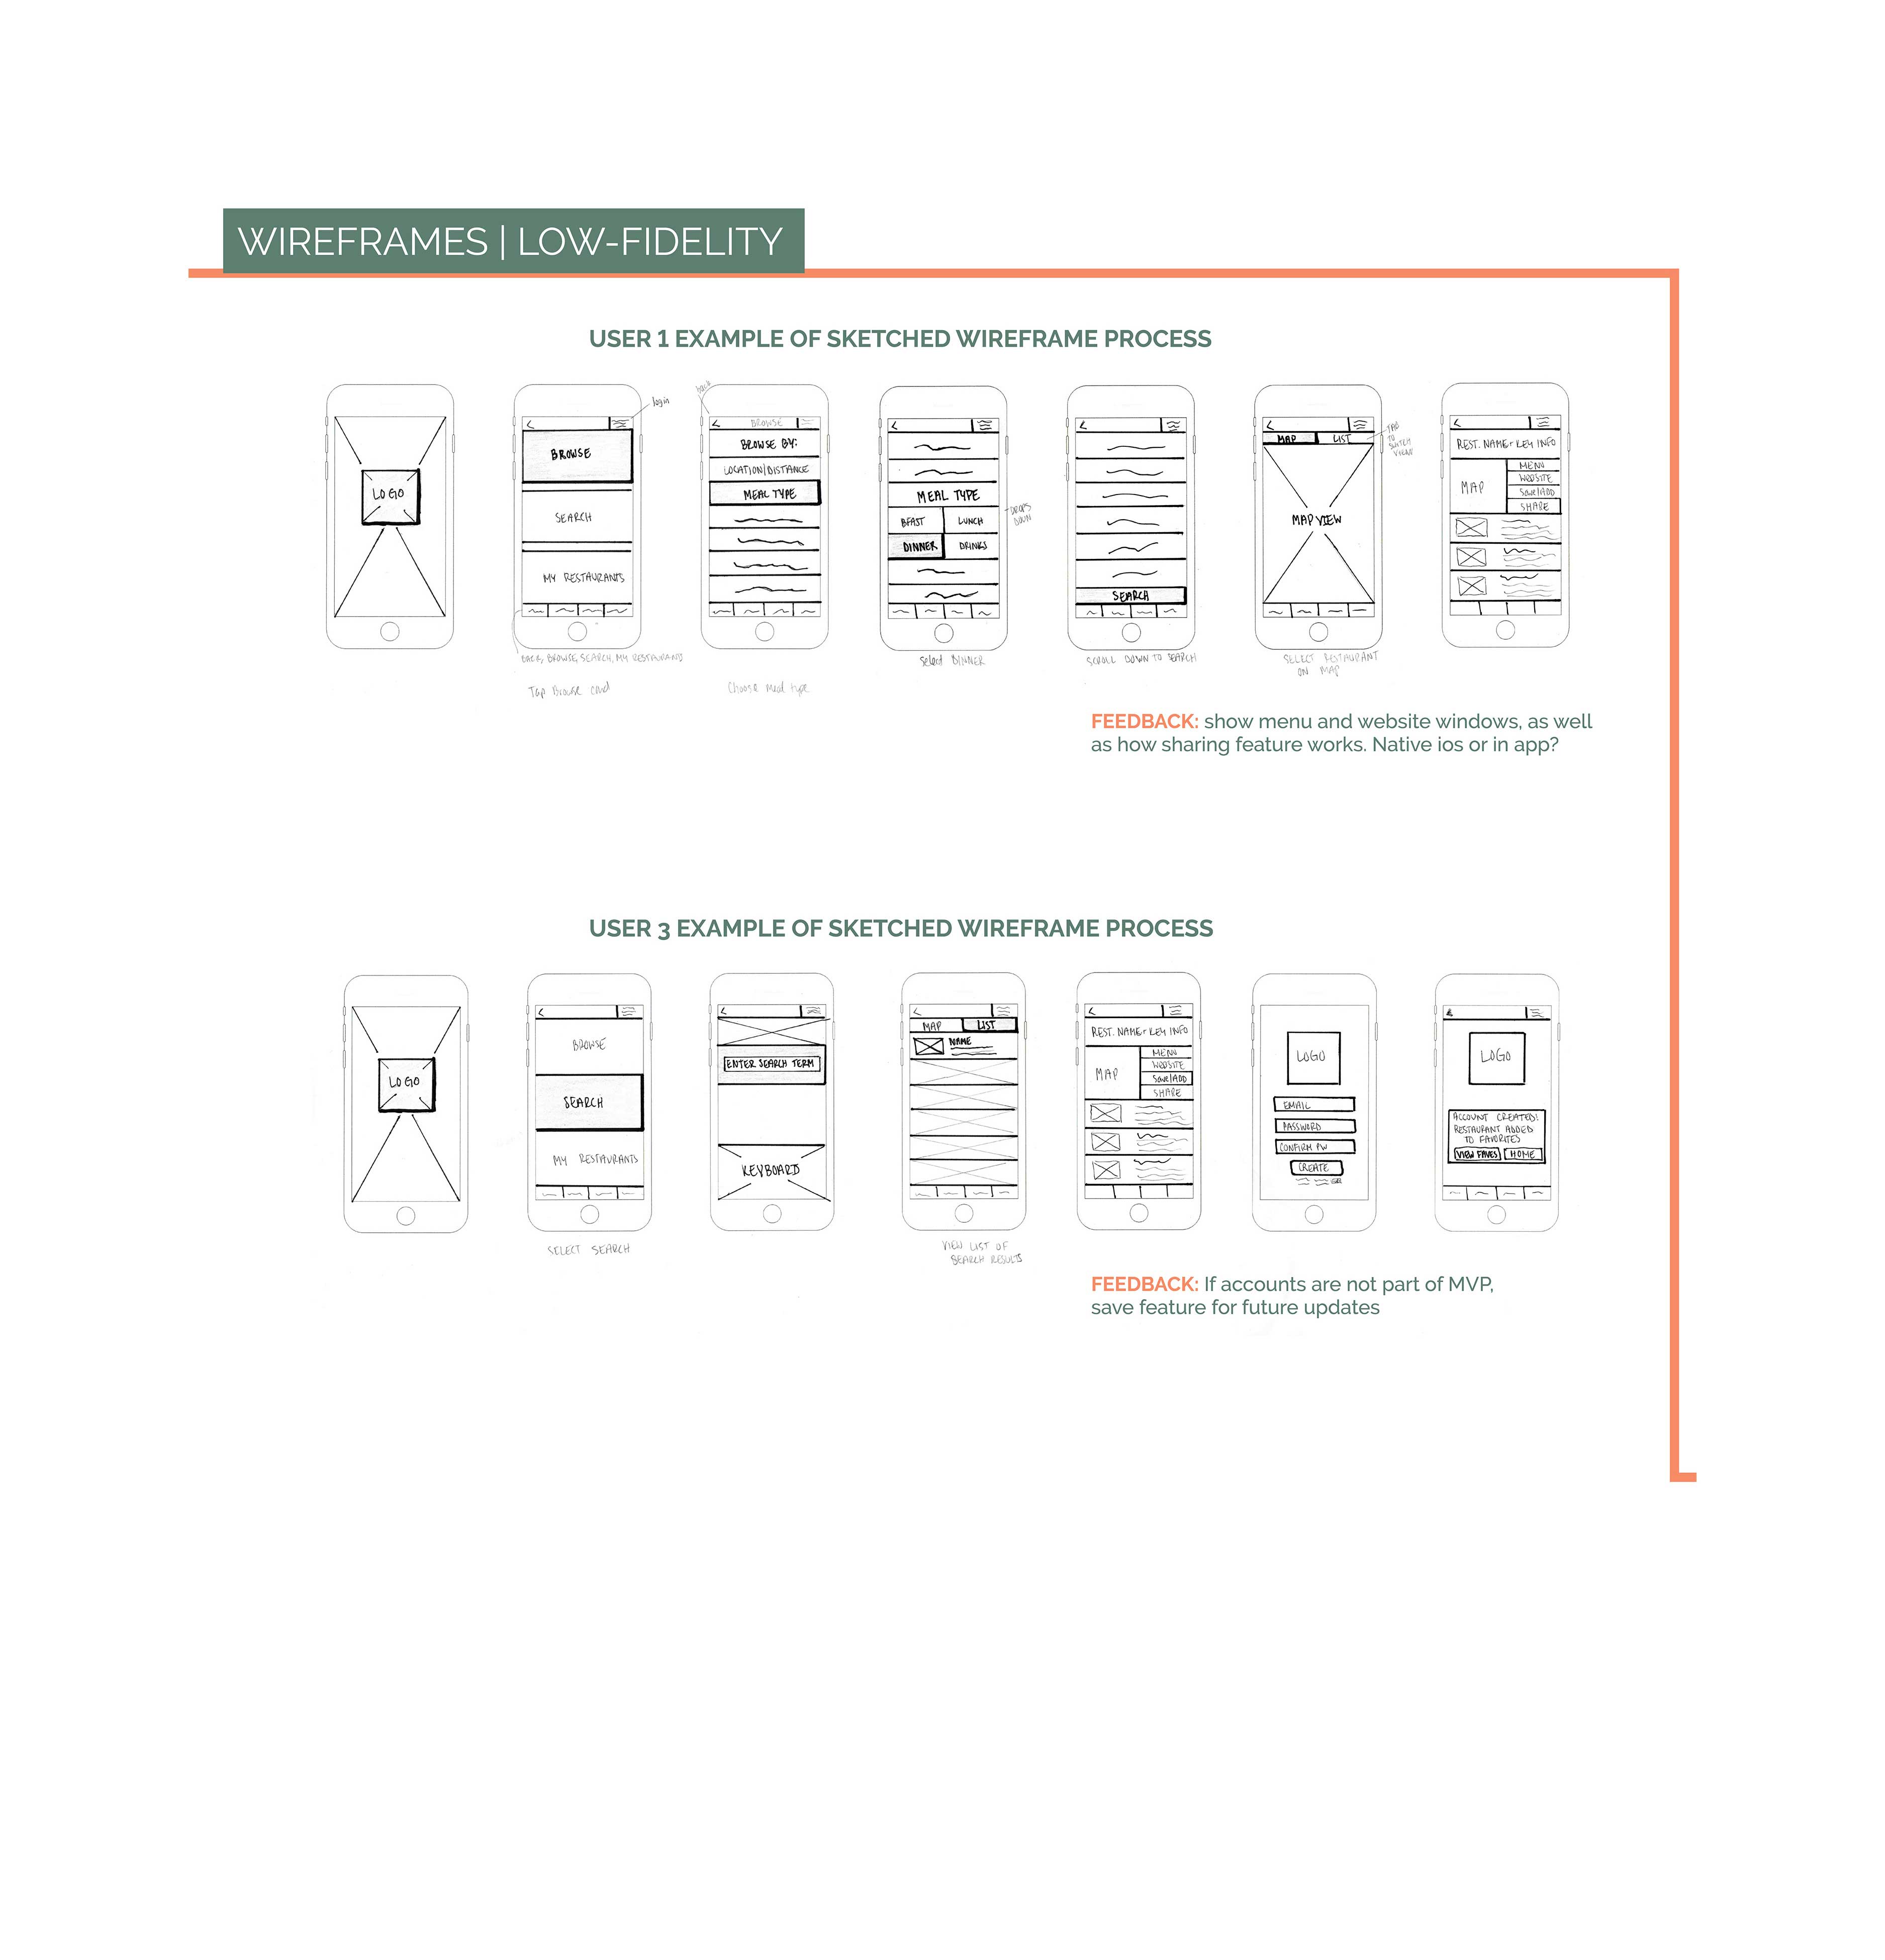 WIREFRAMES | LOW-FIDELITY
USER 1 EXAMPLE OF SKETCHED WIREFRAME PROCESS
LOGO
login
BROWSE
SEARCH
MY RESTAURANTS
BACK, BROWSE, SEARCH, MY RESTAURANTS
Tap Browse cmd
back
BROWSE
BROWSE BY:
LOCATION/DISTANCE
MEAL TYPE
Choose meal type
MEAL TYPE
BFAST LUNCH
DINNER DRINKS
DROPS
DOWN
Select DINNER
SEARCH
SCROLL DOWN TO SEARCH
MAP LIST
TAP
TO
SWITCH
VIEWS
MAP VIEW
SELECT RESTAURANT
ON MAP
REST. NAME + KEY INFO
MAP
MENU
WEBSITE
Save/ADD
SHARE
FEEDBACK: show menu and website windows, as well
as how sharing feature works. Native ios or in app?
USER 3 EXAMPLE OF SKETCHED WIREFRAME PROCESS
LOGO
BROWSE
SEARCH
MY RESTAURANTS
SELECT SEARCH
ENTER SEARCH TERM
KEYBOARD
MAP LIST
NAME
VIEW LIST OF
SEARCH RESULTS
REST. NAME + KEY INFO
MAP
MENU
WEBSITE
Save/ADD
SHARE
LOGO
EMAIL
PASSWORD
CONFIRM PW
CREATE
LOGO
ACCOUNT CREATED!
RESTAURANT ADDED
TO FAVORITES
VIEW FAVES HOME
FEEDBACK: If accounts are not part of MVP,
save feature for future updates